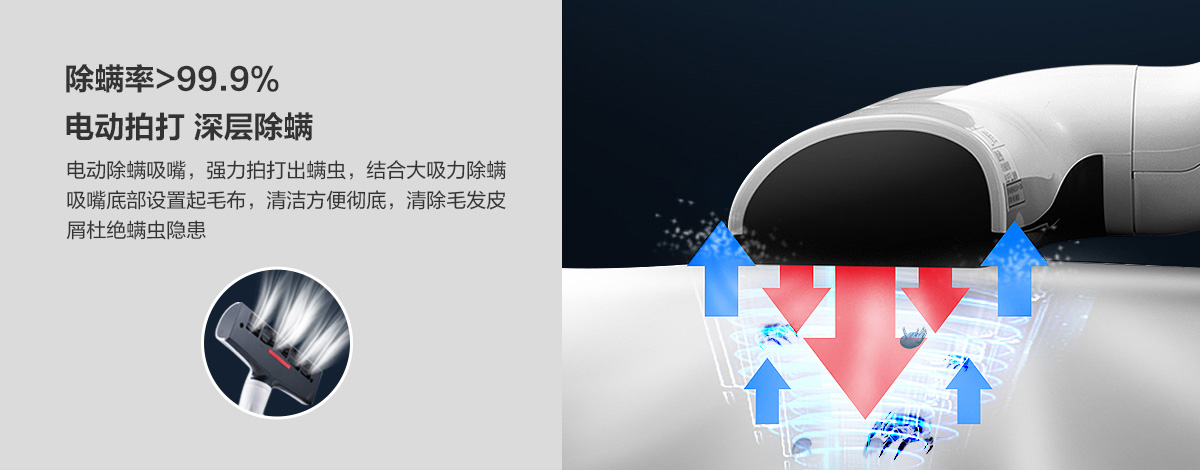 除螨率>99.9%
电动拍打 深层除螨
电动除螨吸嘴，强力拍打出螨虫，结合大吸力除螨
吸嘴底部设置起毛布，清洁方便彻底，清除毛发皮
屑杜绝螨虫隐患